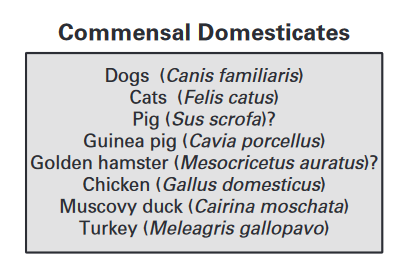 Commensal Domesticates
Dogs (Canis familiaris)
Cats (Felis catus)
Pig (Sus scrofa)?
Guinea pig (Cavia porcellus)
Golden hamster (Mesocricetus auratus)?
Chicken (Gallus domesticus)
Muscovy duck (Cairina moschata)
Turkey (Meleagris gallopavo)